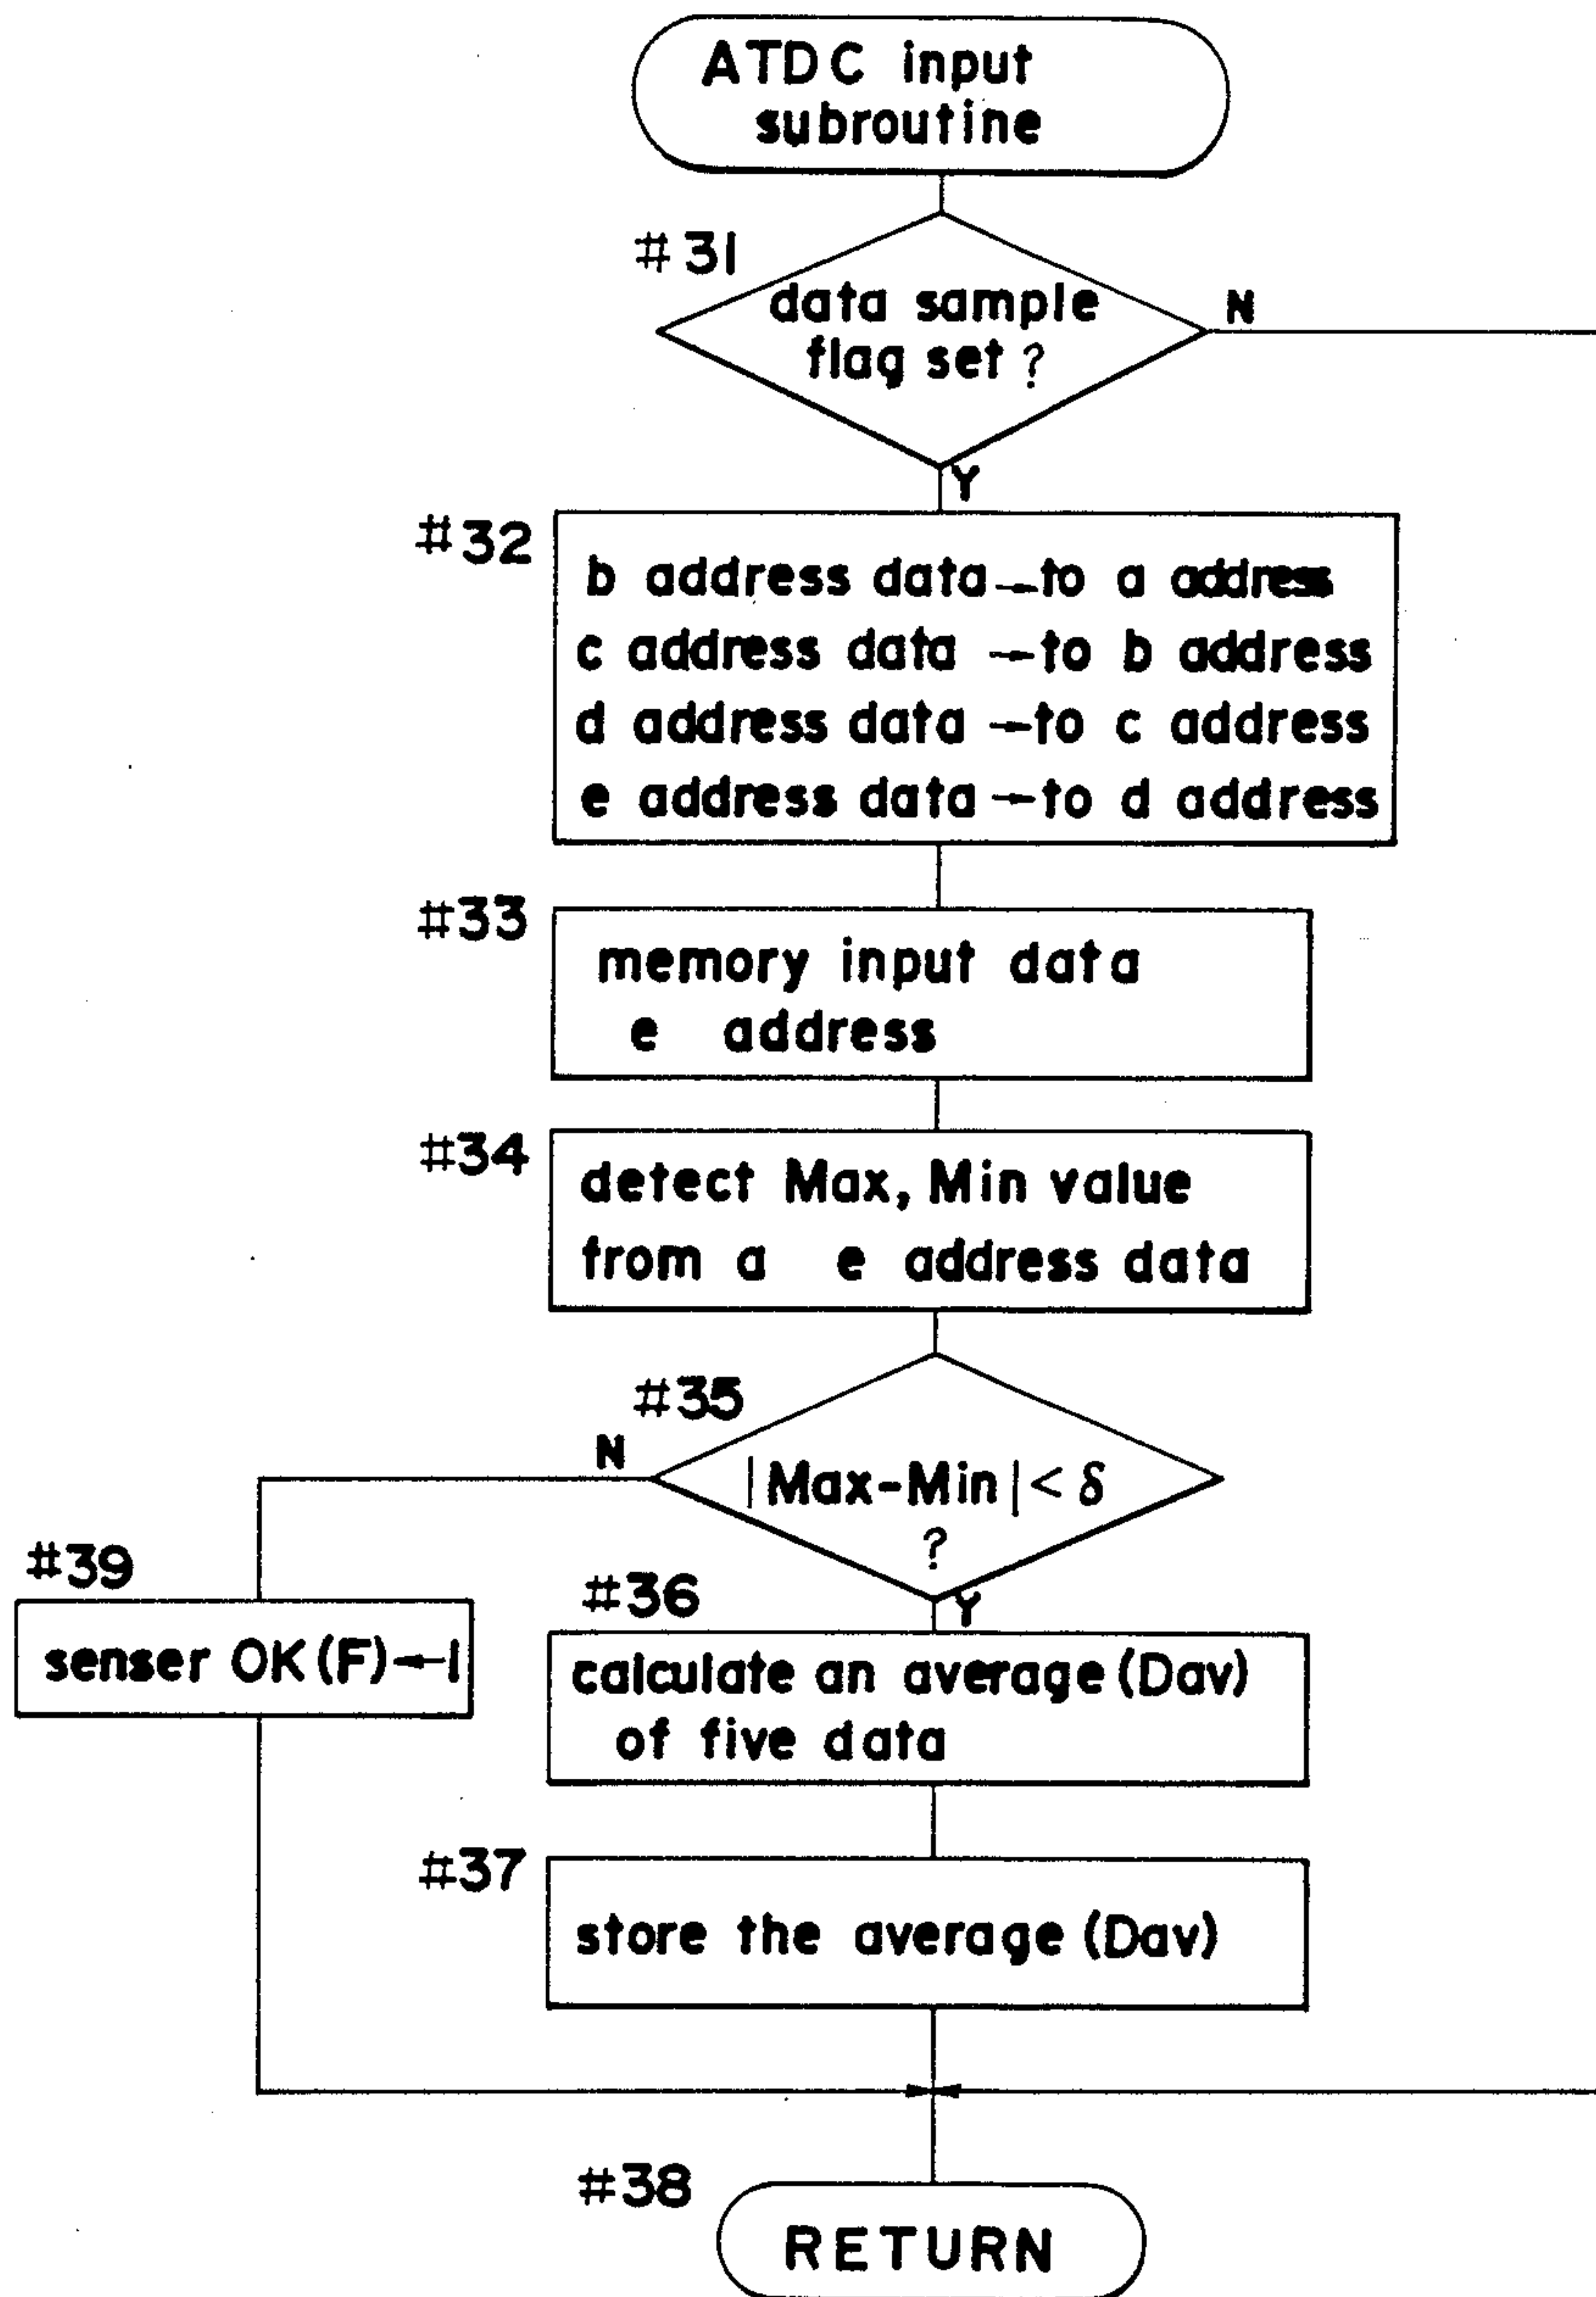 ATDC input
subroutine
#31
data sample
flag set ?
N
Y
#32
b address data → to a address
c address data → to b address
d address data → to c address
e address data → to d address
#33
memory input data
e address
#34
detect Max, Min value
from a e address data
#35
N
|Max-Min| < δ
?
Y
#39
senser OK(F)←1
#36
calculate an average (Dav)
of five data
#37
store the average (Dav)
#38
RETURN